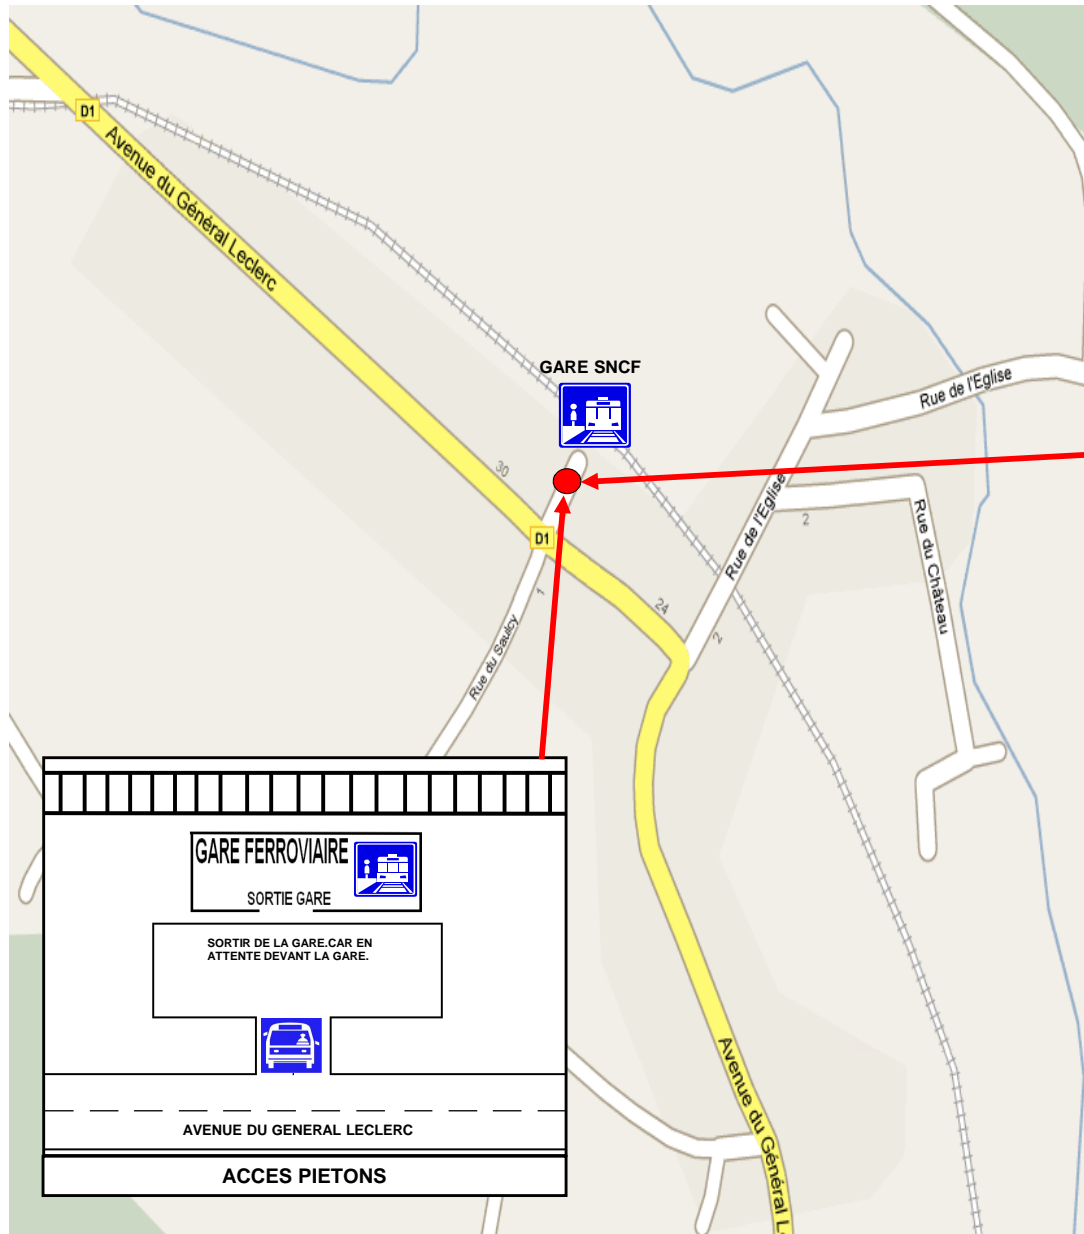 D1
Avenue du Général Leclerc
GARE SNCF
Rue de l'Eglise
30
D1
Rue de l'Eglise
2
Rue du Château
1
24
2
Rue du Saulcy
GARE FERROVIAIRE
SORTIE GARE
SORTIR DE LA GARE.CAR EN
ATTENTE DEVANT LA GARE.
AVENUE DU GENERAL LECLERC
ACCES PIETONS
Avenue du Général L